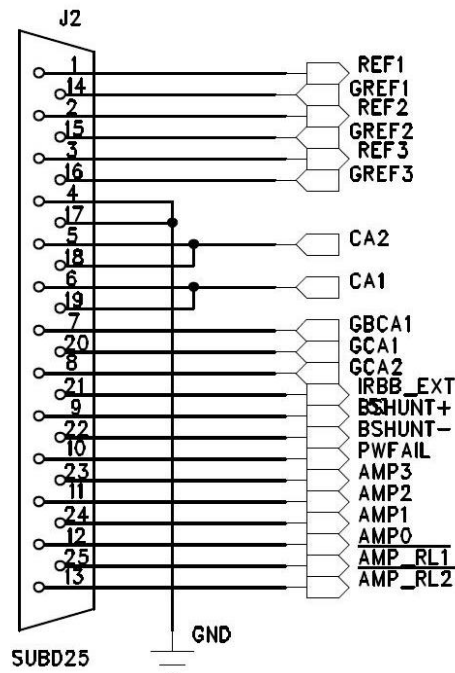 J2
1 REF1
14 GREF1
2 REF2
15 GREF2
3 REF3
16 GREF3
4
17
5 CA2
18
6 CA1
19
7 GBCA1
20 GCA1
8 GCA2
21 IRBB_EXT
9 BSHUNT+
22 BSHUNT-
10 PWFAIL
23 AMP3
11 AMP2
24 AMP1
12 AMP0
25 AMP_RL1
13 AMP_RL2
GND
SUBD25